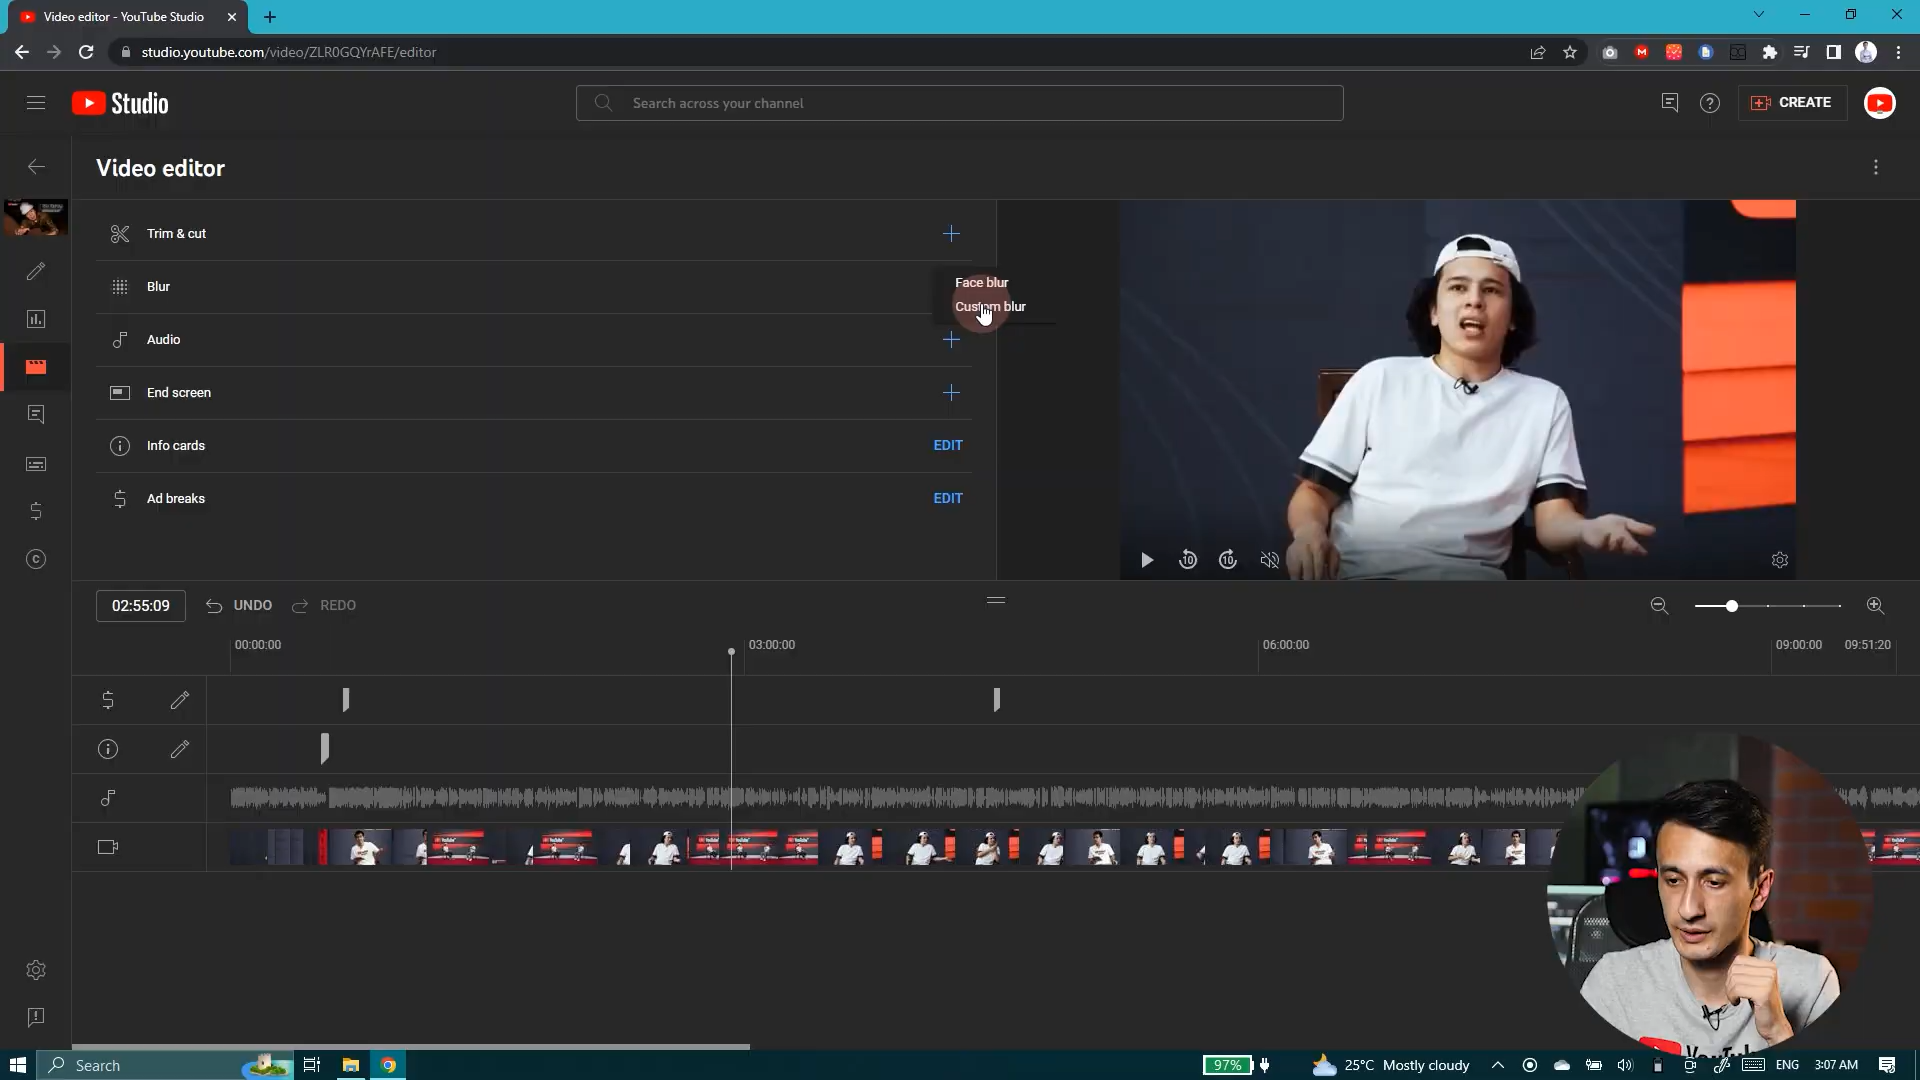 Video editor - YouTube Studio
studio.youtube.com/video/ZLR0GQYrAFE/editor
Studio
Search across your channel
CREATE
Video editor
Trim & cut
Blur
Face blur
Custom blur
Audio
End screen
Info cards
EDIT
Ad breaks
EDIT
10
10
02:55:09
UNDO
REDO
00:00:00
03:00:00
06:00:00
09:00:00
09:51:20
Search
97%
25°C Mostly cloudy
ENG
3:07 AM